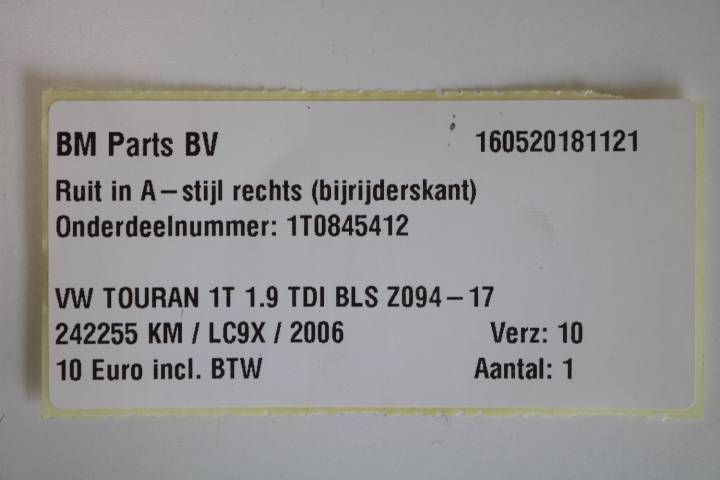 BM Parts BV 160520181121
Ruit in A-stijl rechts (bijrijderskant)
Onderdeelnummer: 1T0845412
VW TOURAN 1T 1.9 TDI BLS Z094-17
242255 KM / LC9X / 2006 Verz: 10
10 Euro incl. BTW Aantal: 1